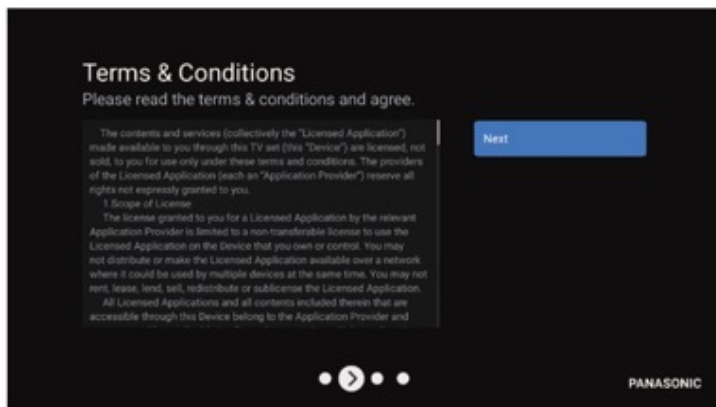 Terms & Conditions
Please read the terms & conditions and agree.
The contents and services (collectively the "Licensed Application")
made available to you through this TV set (this "Device") are licensed, not
sold, to you for use only under these terms and conditions. The providers
of the Licensed Application (each an "Application Provider") reserve all
rights not expressly granted to you.
1.Scope of License
The license granted to you for a Licensed Application by the relevant
Application Provider is limited to a non-transferable license to use the
Licensed Application on the Device that you own or control. You may
not distribute or make the Licensed Application available over a network
where it could be used by multiple devices at the same time. You may not
rent, lease, lend, sell, redistribute or sublicense the Licensed Application.
All Licensed Applications and all contents included therein that are
accessible through this Device belong to the Application Provider and
Next
PANASONIC